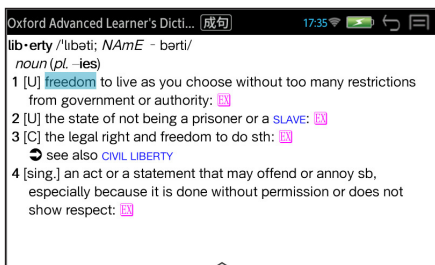 Oxford Advanced Learner's Dicti... 成句 17:35
lib•erty /'lɪbəti; NAmE -bərti/
noun (pl. -ies)
1 [U] freedom to live as you choose without too many restrictions
from government or authority: EX
2 [U] the state of not being a prisoner or a SLAVE: EX
3 [C] the legal right and freedom to do sth: EX
➲ see also CIVIL LIBERTY
4 [sing.] an act or a statement that may offend or annoy sb,
especially because it is done without permission or does not
show respect: EX